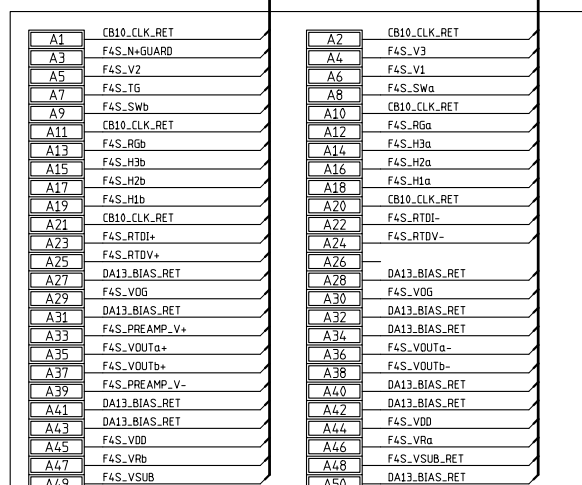 A1 CB10_CLK_RET
A3 F4S_N+GUARD
A5 F4S_V2
A7 F4S_TG
A9 F4S_SWb
A11 CB10_CLK_RET
A13 F4S_RGb
A15 F4S_H3b
A17 F4S_H2b
A19 F4S_H1b
A21 CB10_CLK_RET
A23 F4S_RTDI+
A25 F4S_RTDV+
A27 DA13_BIAS_RET
A29 F4S_VOG
A31 DA13_BIAS_RET
A33 F4S_PREAMP_V+
A35 F4S_VOUTa+
A37 F4S_VOUTb+
A39 F4S_PREAMP_V-
A41 DA13_BIAS_RET
A43 DA13_BIAS_RET
A45 F4S_VDD
A47 F4S_VRb
A49 F4S_VSUB
A2 CB10_CLK_RET
A4 F4S_V3
A6 F4S_V1
A8 F4S_SWa
A10 CB10_CLK_RET
A12 F4S_RGa
A14 F4S_H3a
A16 F4S_H2a
A18 F4S_H1a
A20 CB10_CLK_RET
A22 F4S_RTDI-
A24 F4S_RTDV-
A26
A28 DA13_BIAS_RET
A30 F4S_VOG
A32 DA13_BIAS_RET
A34 DA13_BIAS_RET
A36 F4S_VOUTa-
A38 F4S_VOUTb-
A40 DA13_BIAS_RET
A42 DA13_BIAS_RET
A44 F4S_VDD
A46 F4S_VRa
A48 F4S_VSUB_RET
A50 DA13_BIAS_RET